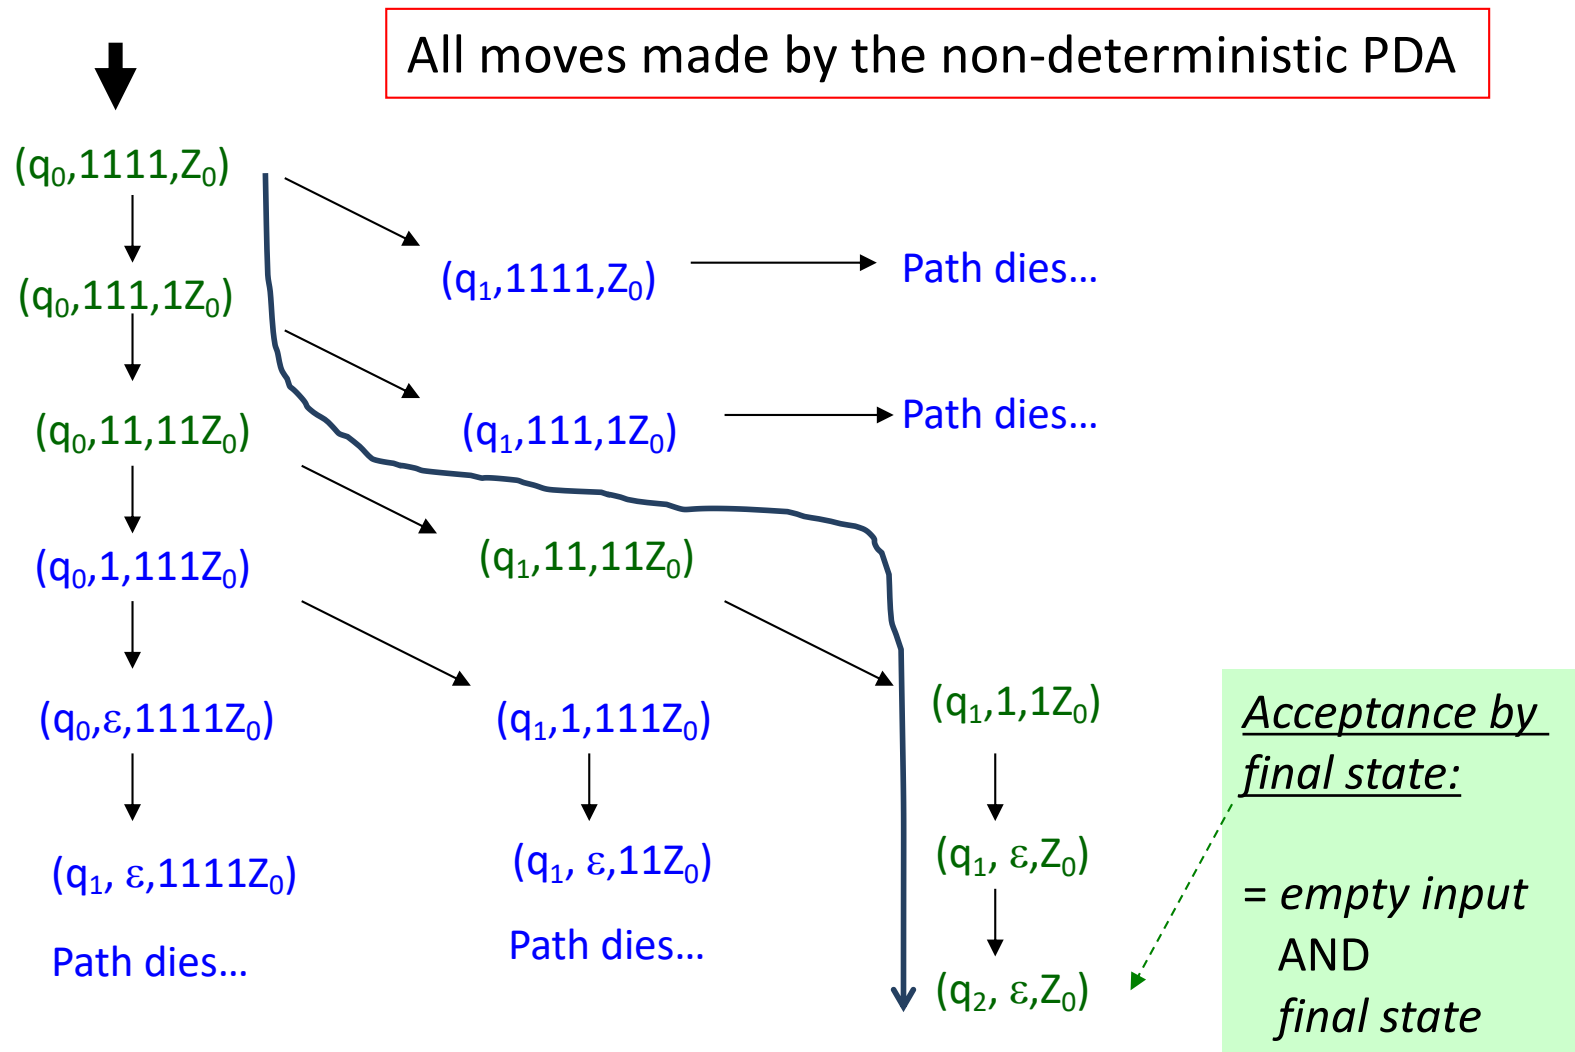 All moves made by the non-deterministic PDA
(q₀,1111,Z₀)
(q₁,1111,Z₀)
Path dies…
(q₀,111,1Z₀)
(q₁,111,1Z₀)
Path dies…
(q₀,11,11Z₀)
(q₁,11,11Z₀)
(q₀,1,111Z₀)
(q₀,ε,1111Z₀)
(q₁,1,111Z₀)
(q₁,1,1Z₀)
(q₁, ε,1111Z₀)
(q₁, ε,11Z₀)
(q₁, ε,Z₀)
Path dies…
Path dies…
(q₂, ε,Z₀)
Acceptance by
final state:
= empty input
AND
final state